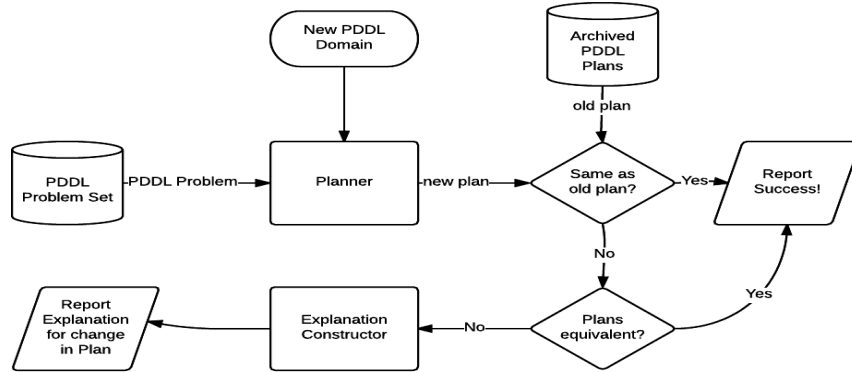 New PDDL
Domain
Archived
PDDL
Plans
old plan
PDDL
Problem Set
PDDL Problem
Planner
new plan
Same as
old plan?
Yes
Report
Success!
No
Report
Explanation
for change
in Plan
Explanation
Constructor
No
Plans
equivalent?
Yes